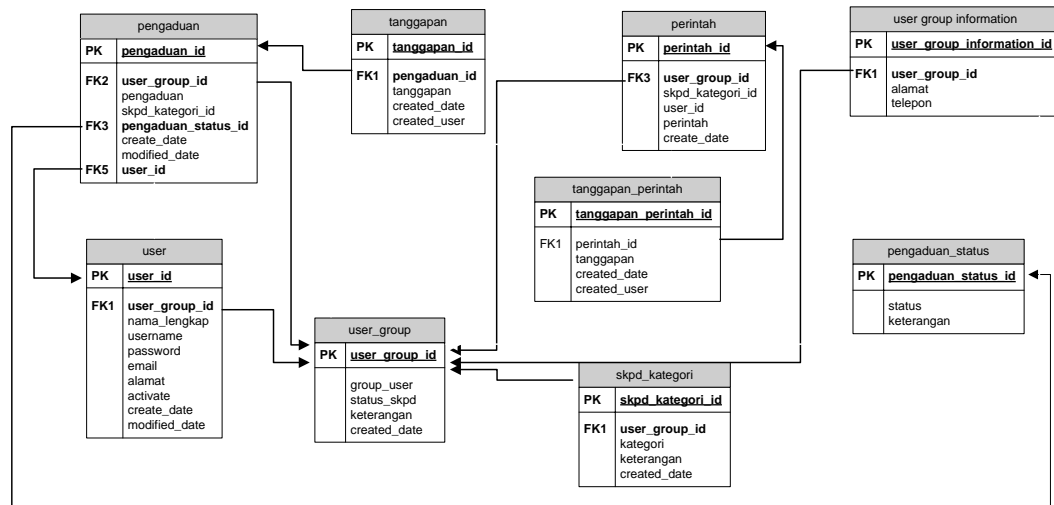 pengaduan
PK pengaduan_id
FK2 user_group_id
pengaduan
skpd_kategori_id
FK3 pengaduan_status_id
create_date
modified_date
FK5 user_id
tanggapan
PK tanggapan_id
FK1 pengaduan_id
tanggapan
created_date
created_user
perintah
PK perintah_id
FK3 user_group_id
skpd_kategori_id
user_id
perintah
create_date
user group information
PK user_group_information_id
FK1 user_group_id
alamat
telepon
tanggapan_perintah
PK tanggapan_perintah_id
FK1 perintah_id
tanggapan
created_date
created_user
user
PK user_id
FK1 user_group_id
nama_lengkap
username
password
email
alamat
activate
create_date
modified_date
user_group
PK user_group_id
group_user
status_skpd
keterangan
created_date
skpd_kategori
PK skpd_kategori_id
FK1 user_group_id
kategori
keterangan
created_date
pengaduan_status
PK pengaduan_status_id
status
keterangan